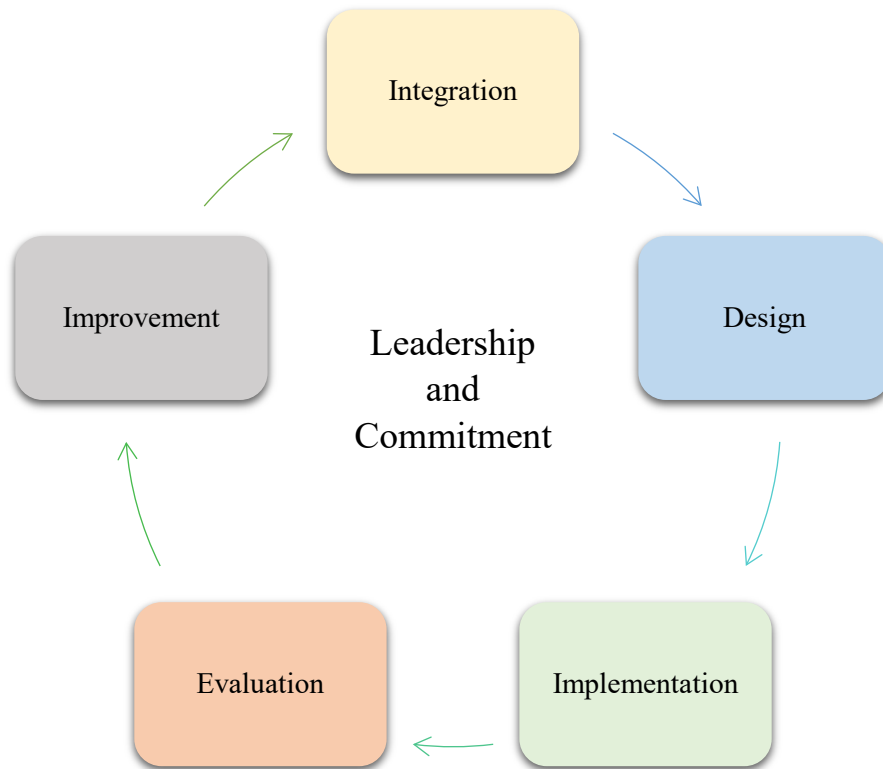 Integration
Design
Implementation
Evaluation
Improvement
Leadership
and
Commitment